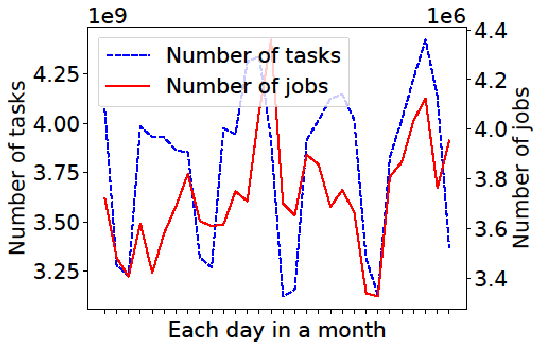 1e9
1e6
Number of tasks
Number of jobs
4.25
4.00
3.75
3.50
3.25
4.4
4.2
4.0
3.8
3.6
3.4
Number of tasks
Number of jobs
Each day in a month